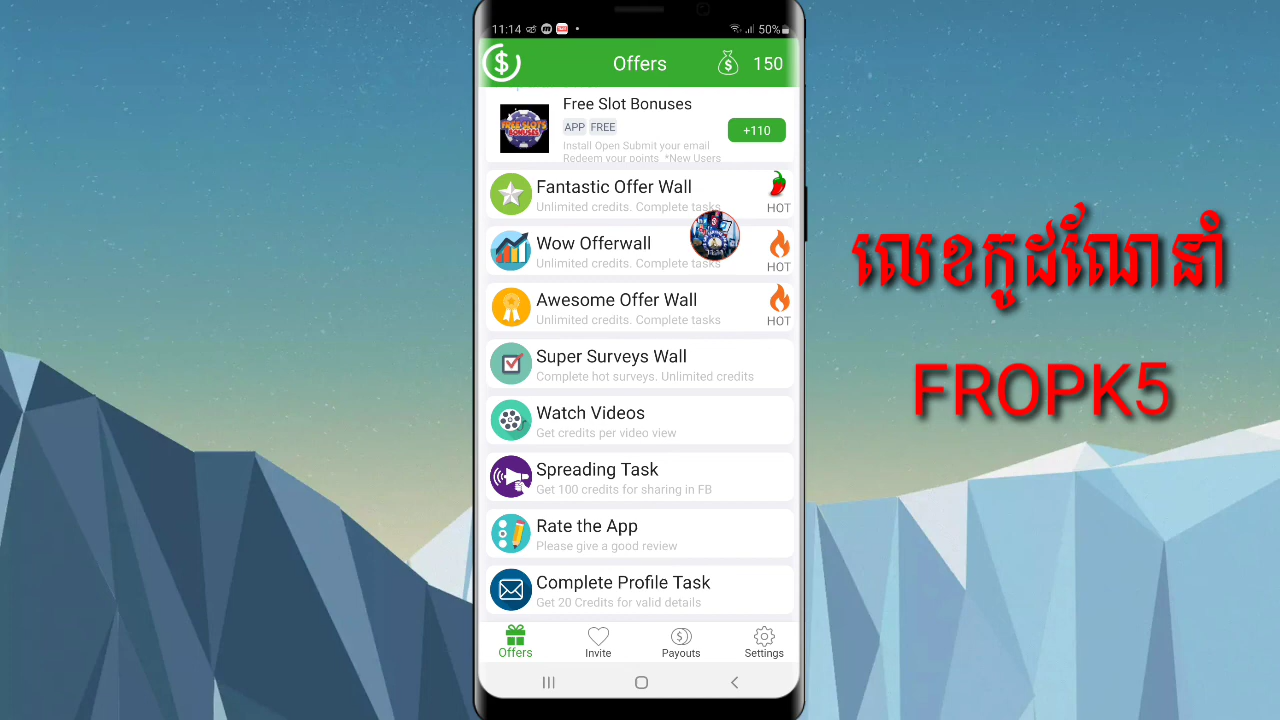 11:14
50%
Offers
150
Free Slot Bonuses
APP FREE
+110
Install Open Submit your email
Redeem your points *New Users
Fantastic Offer Wall
Unlimited credits. Complete tasks
HOT
Wow Offerwall
Unlimited credits. Complete tasks
HOT
Awesome Offer Wall
Unlimited credits. Complete tasks
HOT
Super Surveys Wall
Complete hot surveys. Unlimited credits
Watch Videos
Get credits per video view
Spreading Task
Get 100 credits for sharing in FB
Rate the App
Please give a good review
Complete Profile Task
Get 20 Credits for valid details
Offers
Invite
Payouts
Settings
លេខកូដណែនាំ
FROPK5